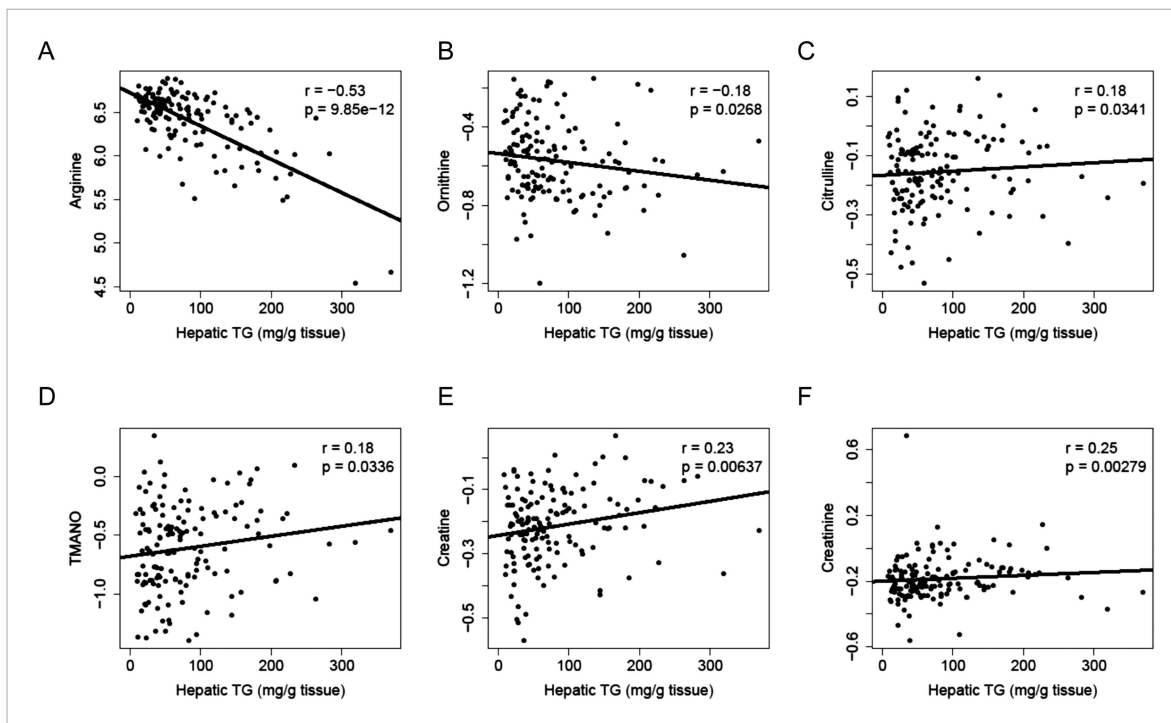 A
r = −0.53
p = 9.85e−12
Arginine
6.5
6.0
5.5
5.0
4.5
0 100 200 300
Hepatic TG (mg/g tissue)
B
r = −0.18
p = 0.0268
Ornithine
−0.4
−0.8
−1.2
0 100 200 300
Hepatic TG (mg/g tissue)
C
r = 0.18
p = 0.0341
Citrulline
0.1
−0.1
−0.3
−0.5
0 100 200 300
Hepatic TG (mg/g tissue)
D
r = 0.18
p = 0.0336
TMANO
0.0
−0.5
−1.0
0 100 200 300
Hepatic TG (mg/g tissue)
E
r = 0.23
p = 0.00637
Creatine
−0.1
−0.3
−0.5
0 100 200 300
Hepatic TG (mg/g tissue)
F
r = 0.25
p = 0.00279
Creatinine
0.6
0.2
−0.2
−0.6
0 100 200 300
Hepatic TG (mg/g tissue)